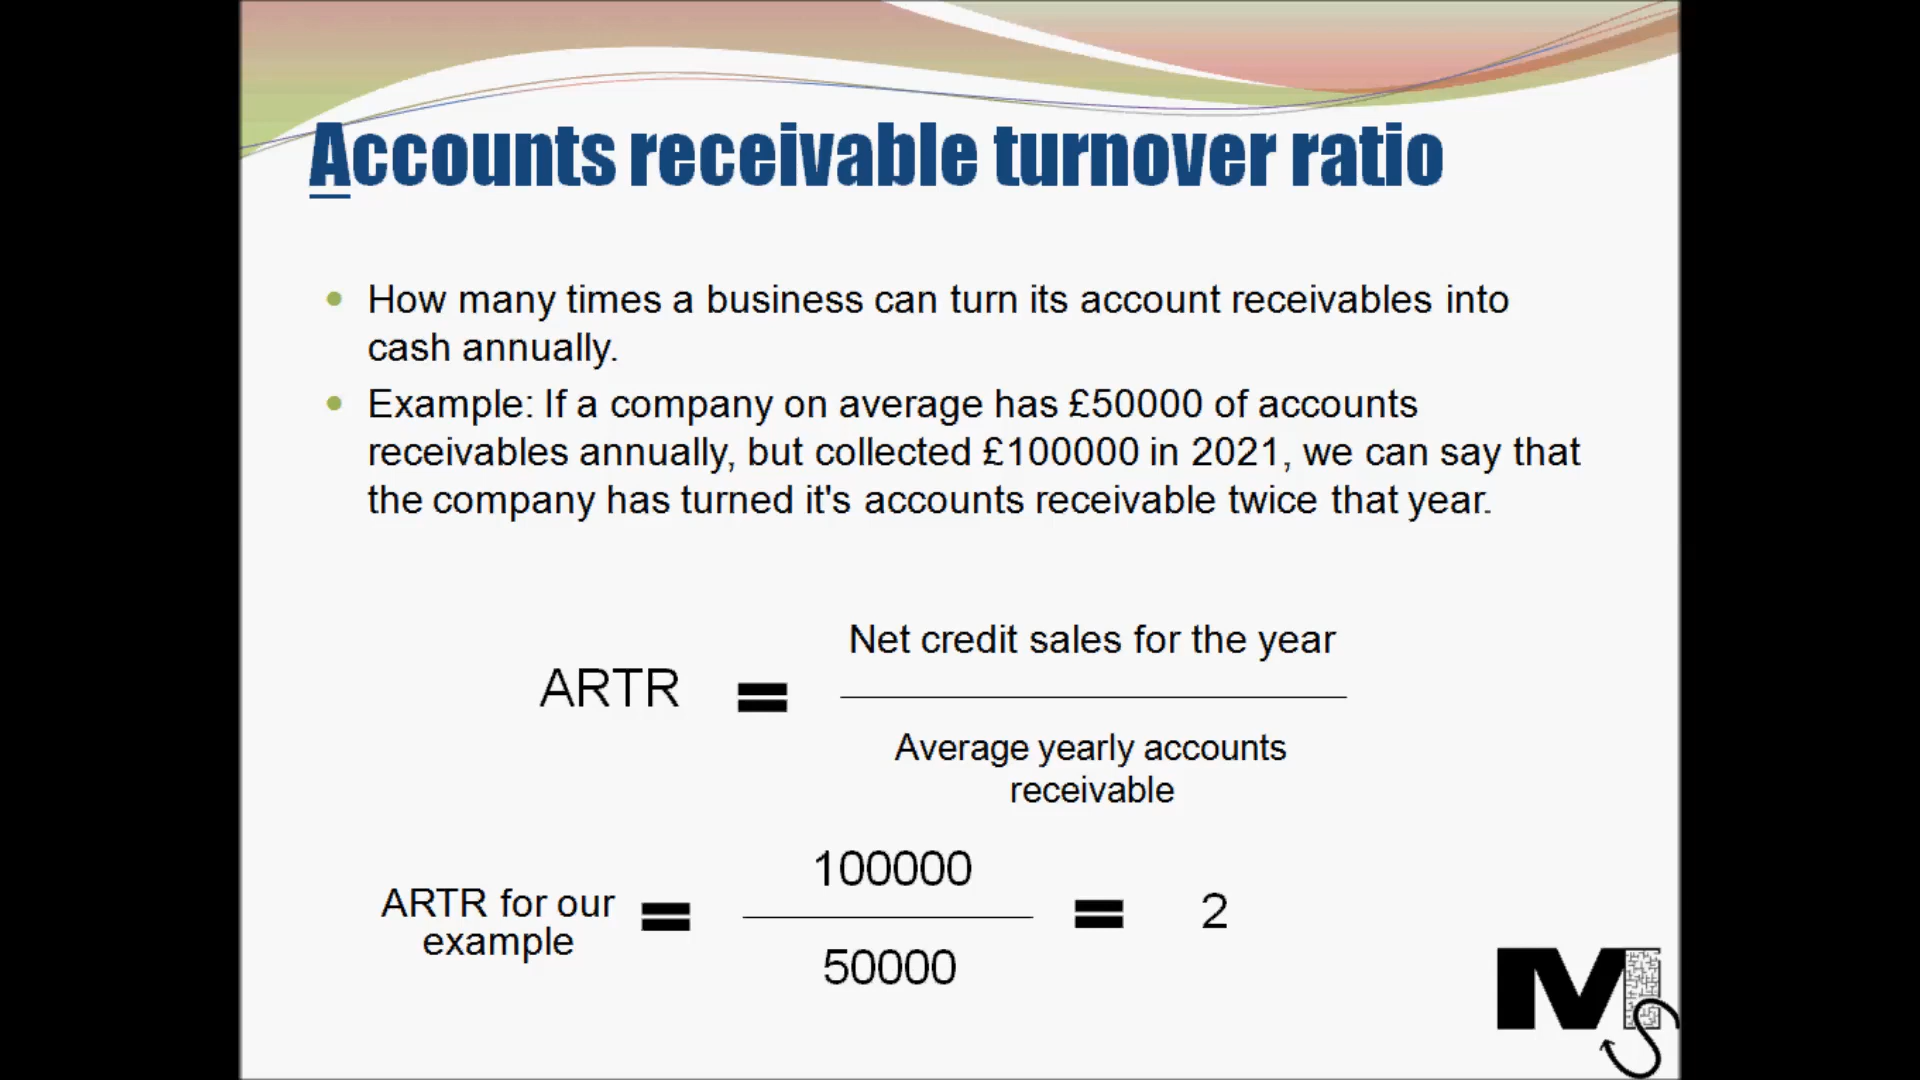 Accounts receivable turnover ratio
How many times a business can turn its account receivables into
cash annually.
Example: If a company on average has £50000 of accounts
receivables annually, but collected £100000 in 2021, we can say that
the company has turned it's accounts receivable twice that year.
Net credit sales for the year
ARTR =
Average yearly accounts
receivable
100000
ARTR for our
example
= = 2
50000
M
S